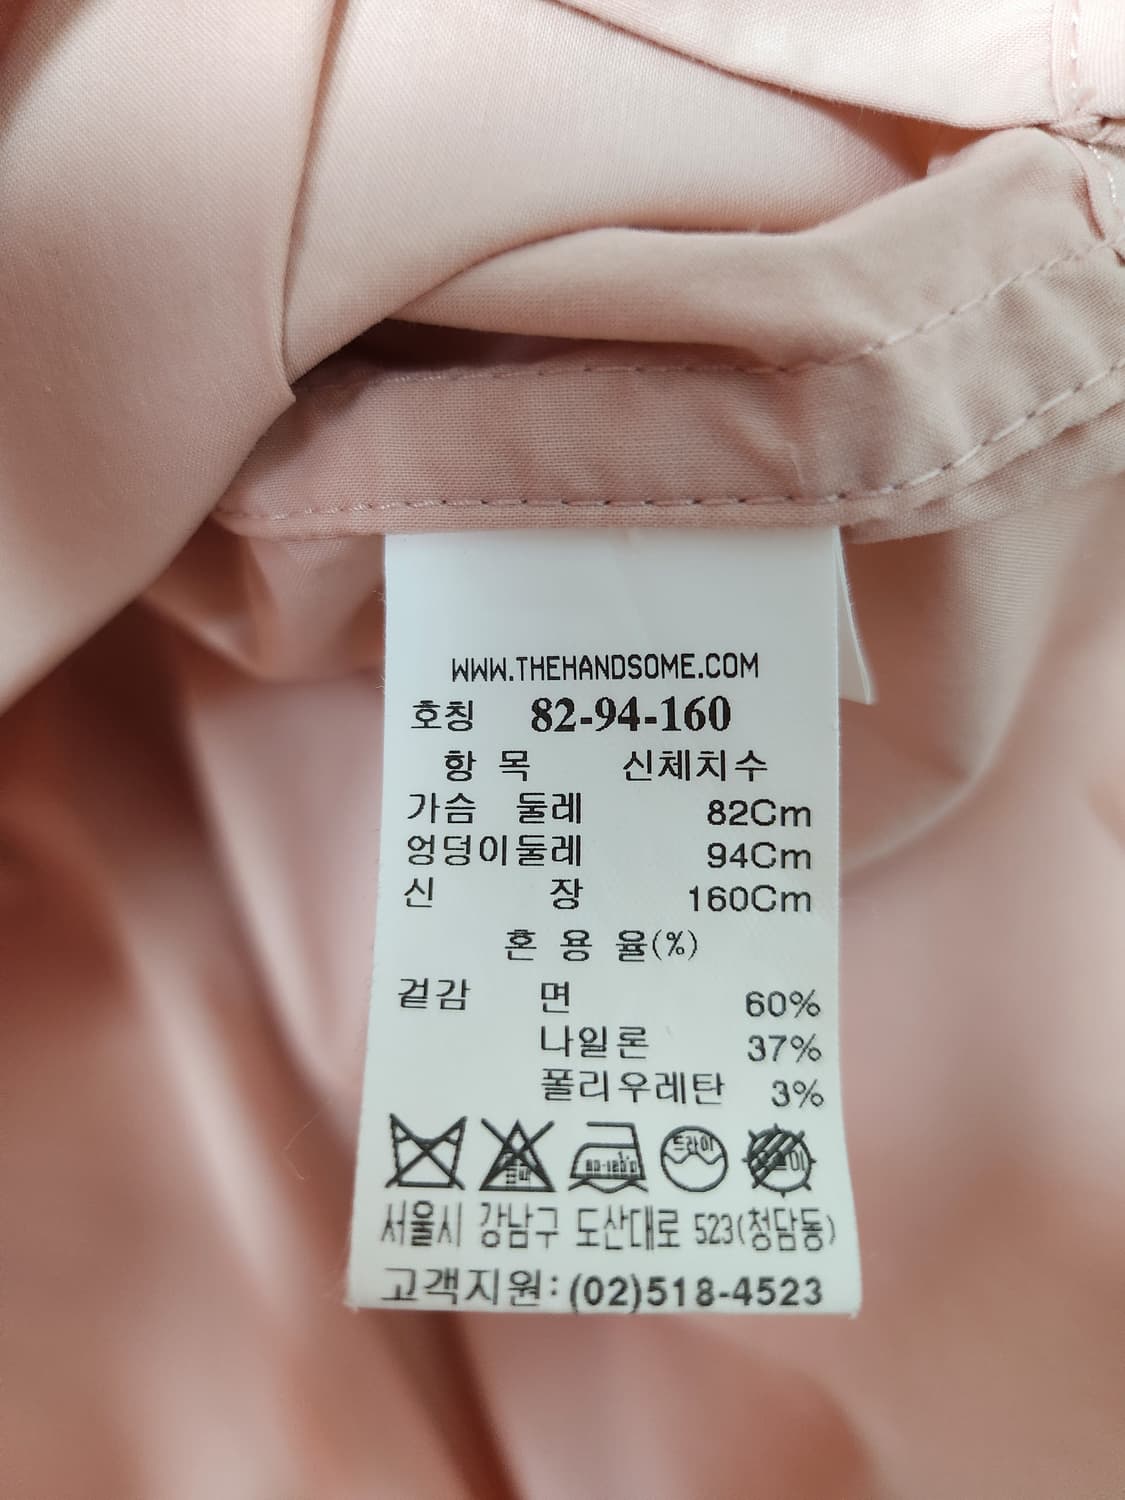 WWW.THEHANDSOME.COM
호칭 82-94-160
항 목 신체치수
가슴 둘레 82Cm
엉덩이둘레 94Cm
신 장 160Cm
혼 용 율(%)
겉감 면 60%
나일론 37%
폴리우레탄 3%
드라이
서울시 강남구 도산대로 523(청담동)
고객지원:(02)518-4523